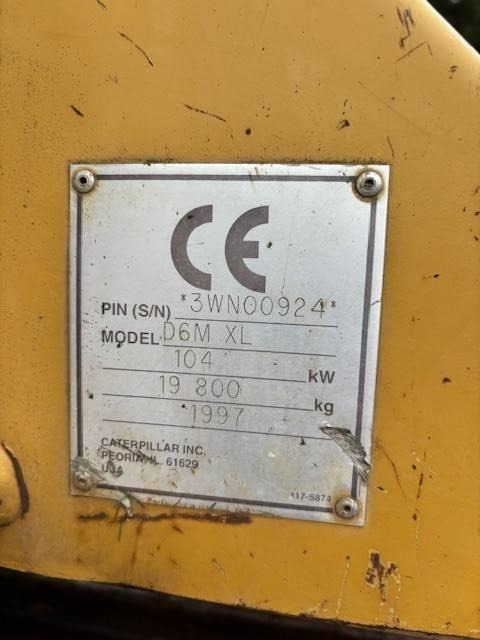 CE
PIN (S/N) *3WN00924*
MODEL D6M XL
104 kW
19 800 kg
1997
CATERPILLAR INC.
PEORIA, IL. 61629
USA
117-5874